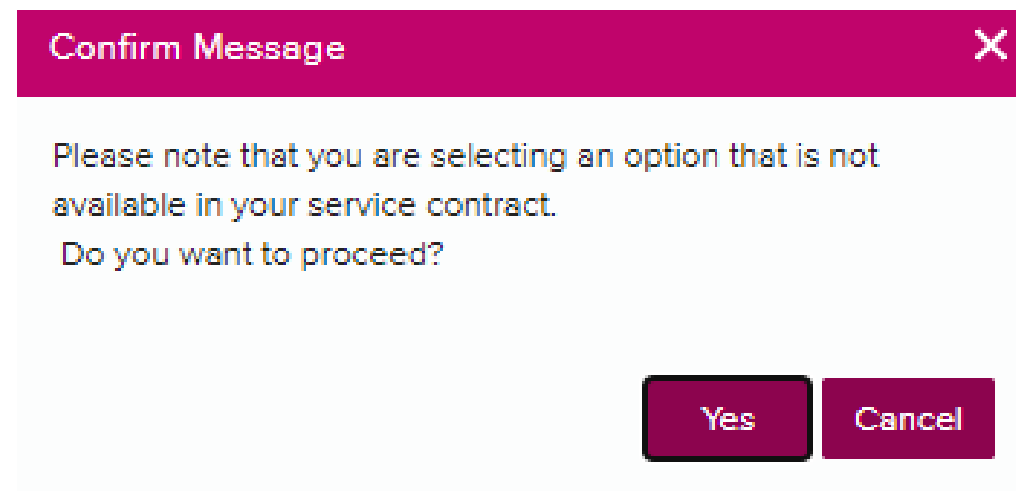 Confirm Message
Please note that you are selecting an option that is not
available in your service contract.
Do you want to proceed?
Yes
Cancel